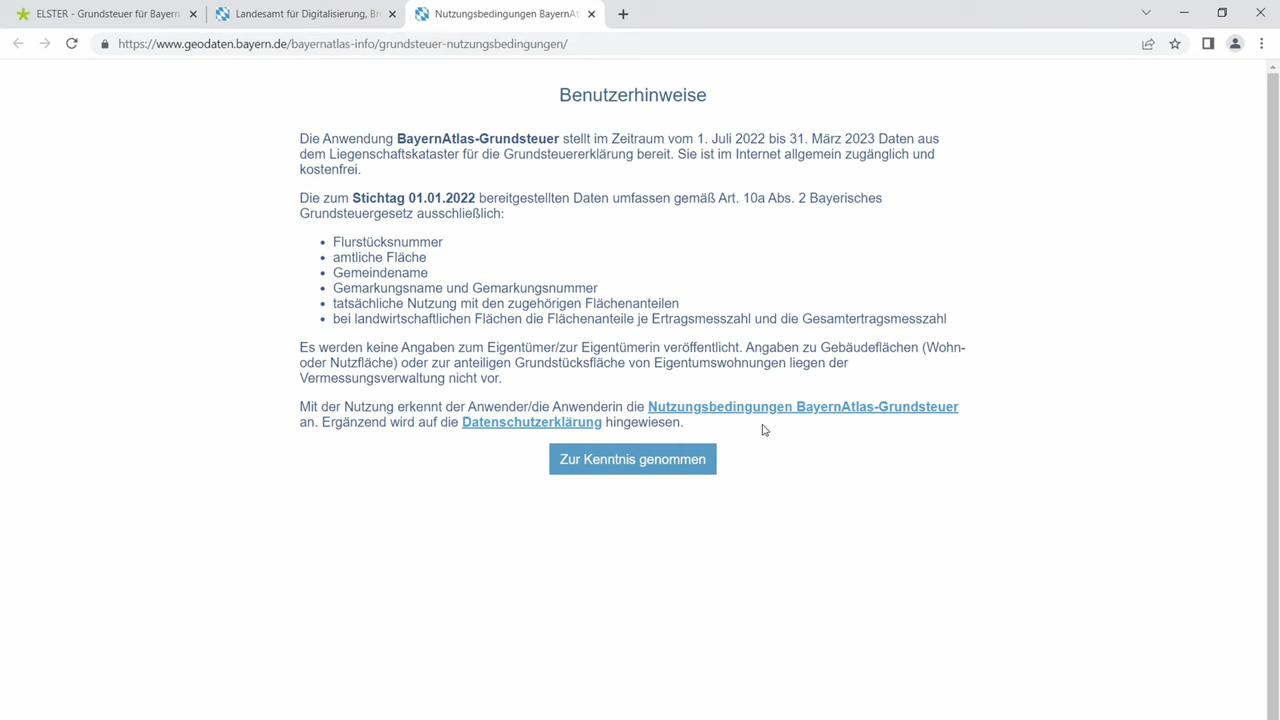 ELSTER - Grundsteuer für Bayern
Landesamt für Digitalisierung, Br
Nutzungsbedingungen BayernAt
https://www.geodaten.bayern.de/bayernatlas-info/grundsteuer-nutzungsbedingungen/
Benutzerhinweise
Die Anwendung BayernAtlas-Grundsteuer stellt im Zeitraum vom 1. Juli 2022 bis 31. März 2023 Daten aus
dem Liegenschaftskataster für die Grundsteuererklärung bereit. Sie ist im Internet allgemein zugänglich und
kostenfrei.
Die zum Stichtag 01.01.2022 bereitgestellten Daten umfassen gemäß Art. 10a Abs. 2 Bayerisches
Grundsteuergesetz ausschließlich:
• Flurstücksnummer
• amtliche Fläche
• Gemeindename
• Gemarkungsname und Gemarkungsnummer
• tatsächliche Nutzung mit den zugehörigen Flächenanteilen
• bei landwirtschaftlichen Flächen die Flächenanteile je Ertragsmesszahl und die Gesamtertragsmesszahl
Es werden keine Angaben zum Eigentümer/zur Eigentümerin veröffentlicht. Angaben zu Gebäudeflächen (Wohn-
oder Nutzfläche) oder zur anteiligen Grundstücksfläche von Eigentumswohnungen liegen der
Vermessungsverwaltung nicht vor.
Mit der Nutzung erkennt der Anwender/die Anwenderin die Nutzungsbedingungen BayernAtlas-Grundsteuer
an. Ergänzend wird auf die Datenschutzerklärung hingewiesen.
Zur Kenntnis genommen